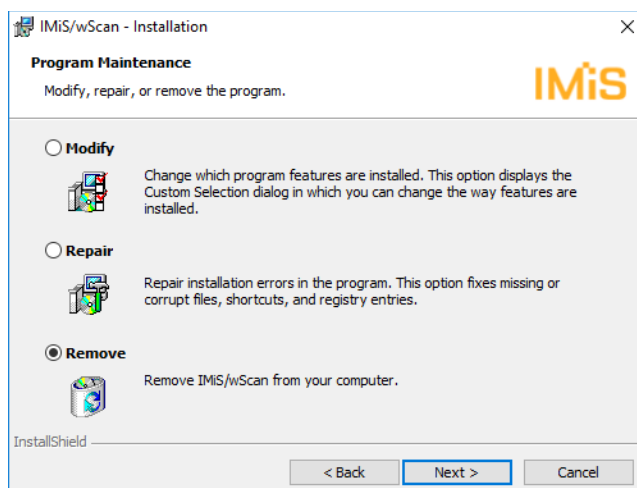 IMiS/wScan - Installation
Program Maintenance
Modify, repair, or remove the program.
IMiS
Modify
Change which program features are installed. This option displays the
Custom Selection dialog in which you can change the way features are
installed.
Repair
Repair installation errors in the program. This option fixes missing or
corrupt files, shortcuts, and registry entries.
Remove
Remove IMiS/wScan from your computer.
InstallShield
< Back
Next >
Cancel